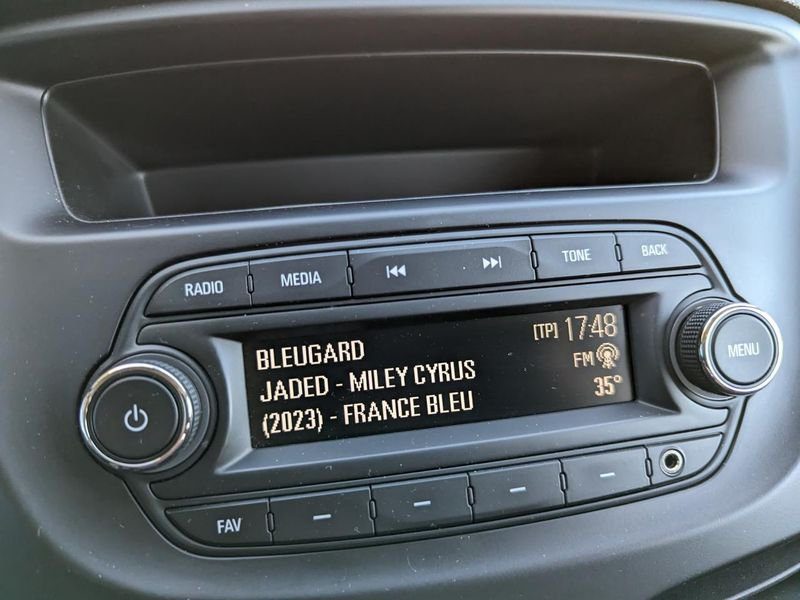 RADIO MEDIA TONE BACK
BLEUGARD [TP] 17:48
JADED - MILEY CYRUS FM
(2023) - FRANCE BLEU 35°
MENU
FAV